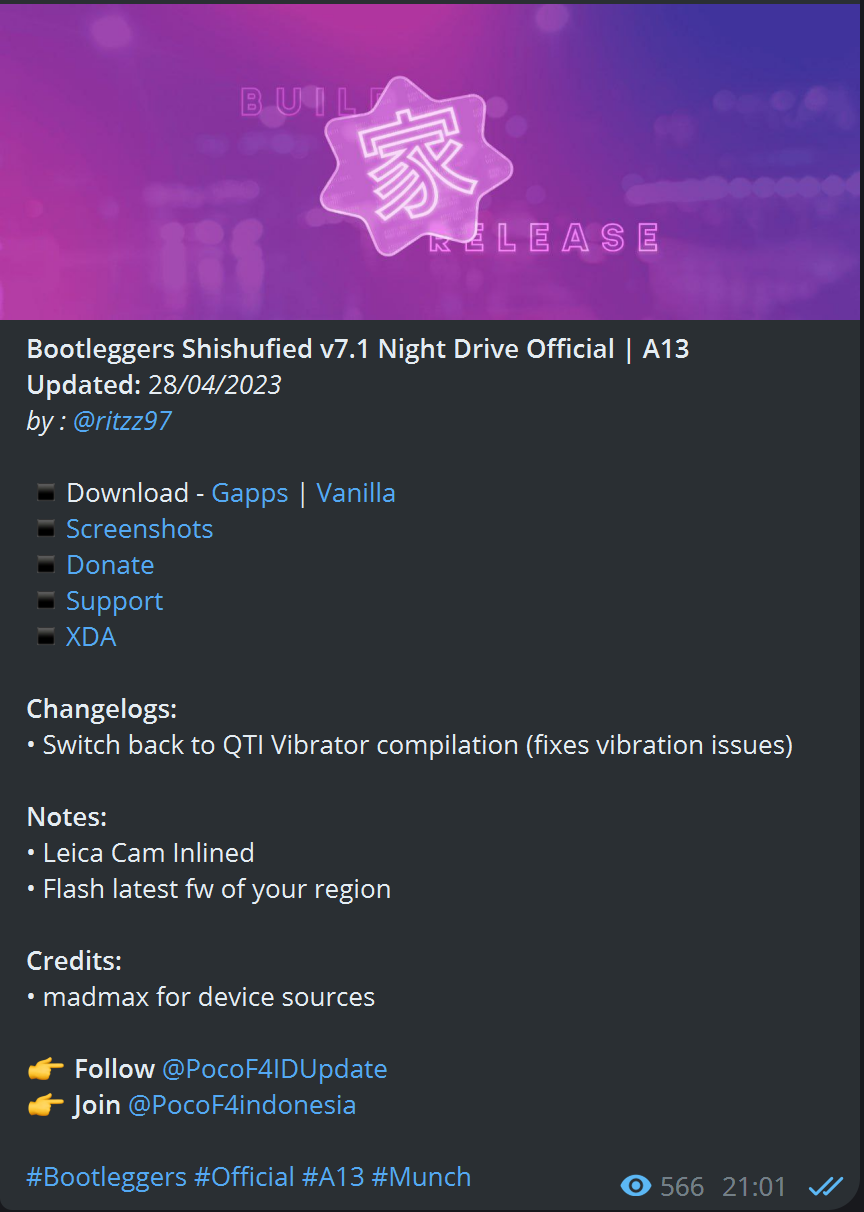 BUILD
家
RELEASE
Bootleggers Shishufied v7.1 Night Drive Official | A13
Updated: 28/04/2023
by : @ritzz97
▪️ Download - Gapps | Vanilla
▪️ Screenshots
▪️ Donate
▪️ Support
▪️ XDA
Changelogs:
• Switch back to QTI Vibrator compilation (fixes vibration issues)
Notes:
• Leica Cam Inlined
• Flash latest fw of your region
Credits:
• madmax for device sources
👉 Follow @PocoF4IDUpdate
👉 Join @PocoF4indonesia
#Bootleggers #Official #A13 #Munch
566 21:01